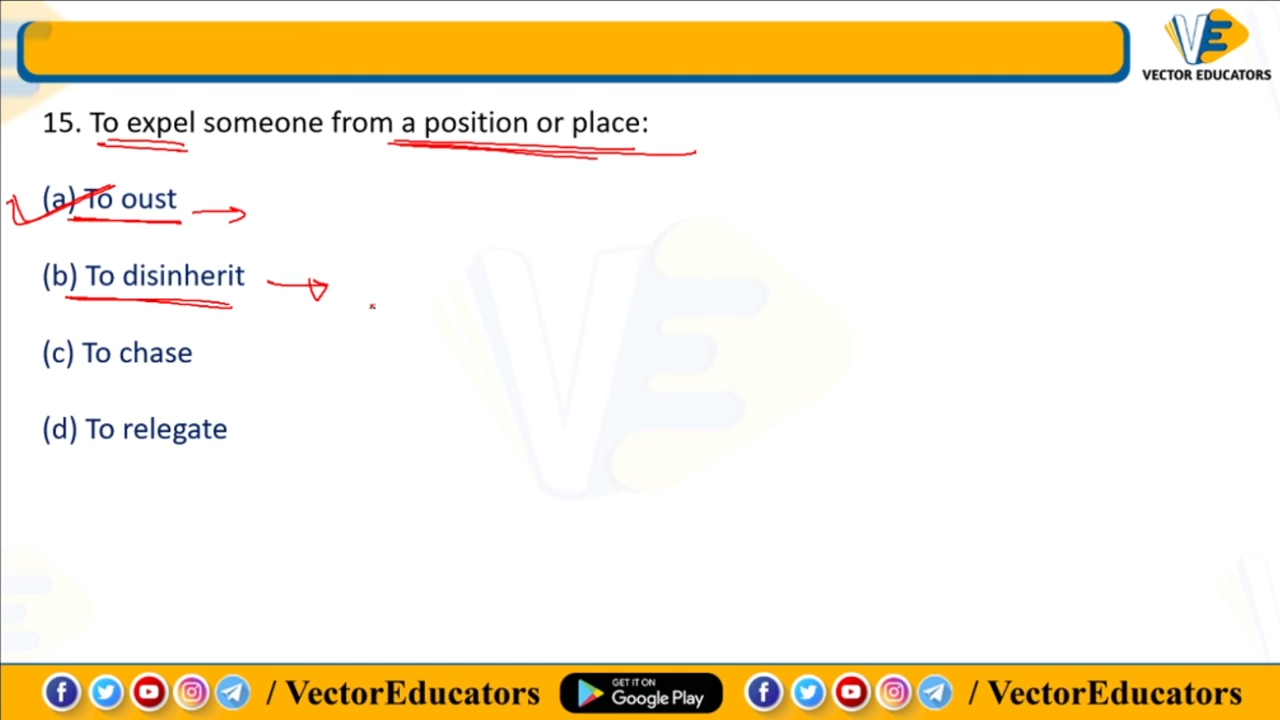 VECTOR EDUCATORS
15. To expel someone from a position or place:
(a) To oust
(b) To disinherit
(c) To chase
(d) To relegate
/ VectorEducators
GET IT ON
Google Play
/ VectorEducators